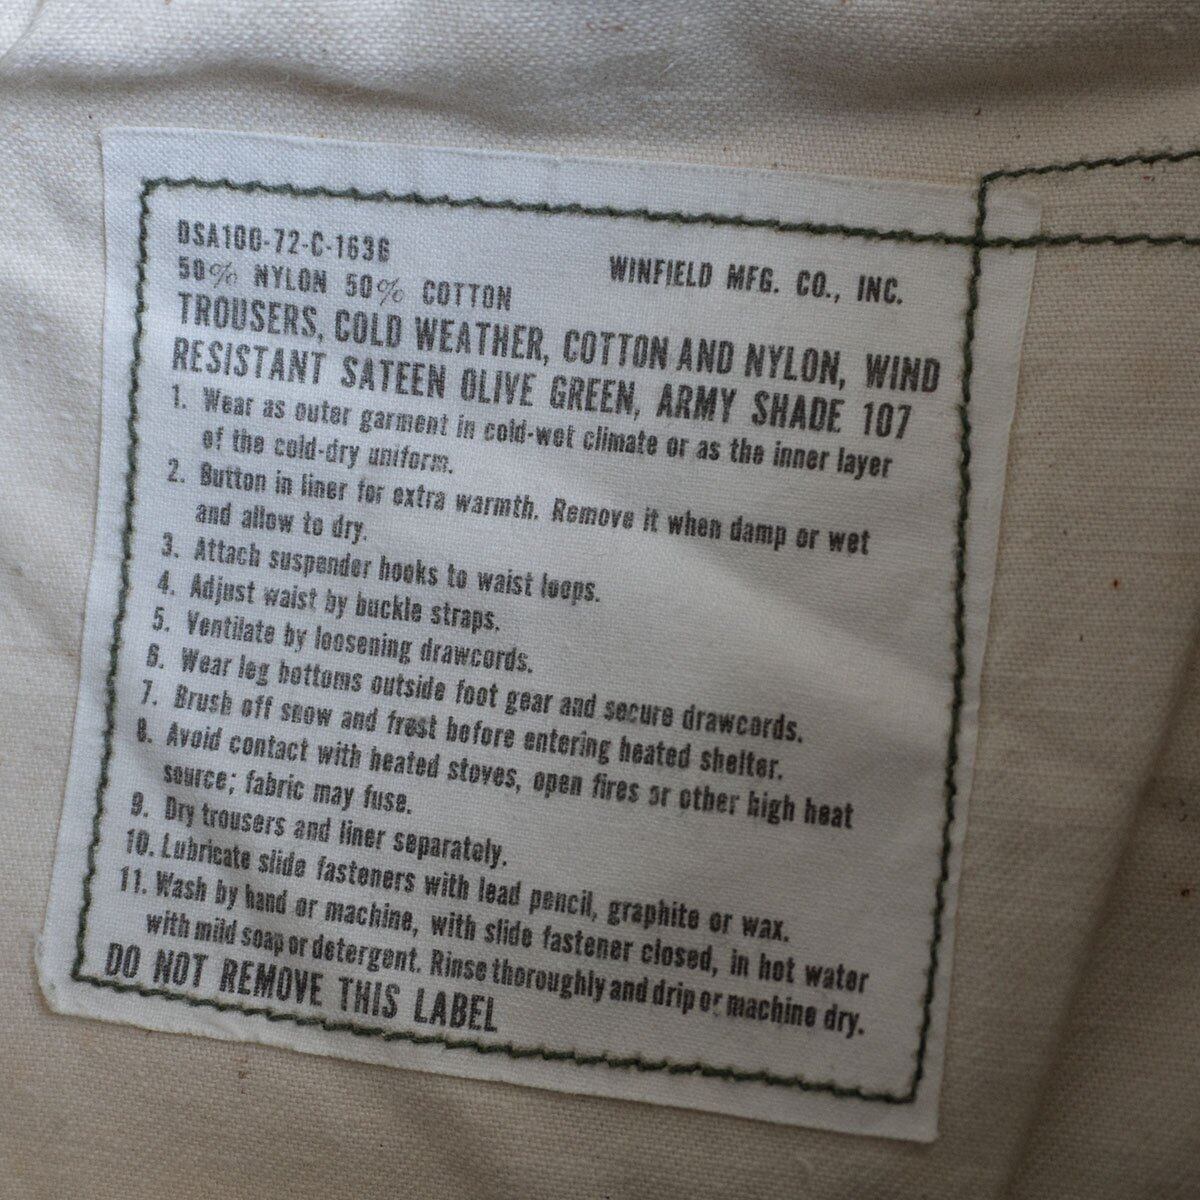 DSA100-72-C-1636
50% NYLON 50% COTTON
WINFIELD MFG. CO., INC.
TROUSERS, COLD WEATHER, COTTON AND NYLON, WIND
RESISTANT SATEEN OLIVE GREEN, ARMY SHADE 107
1. Wear as outer garment in cold-wet climate or as the inner layer
of the cold-dry uniform.
2. Button in liner for extra warmth. Remove it when damp or wet
and allow to dry.
3. Attach suspender hooks to waist loops.
4. Adjust waist by buckle straps.
5. Ventilate by loosening drawcords.
6. Wear leg bottoms outside foot gear and secure drawcords.
7. Brush off snow and frost before entering heated shelter.
8. Avoid contact with heated stoves, open fires or other high heat
source; fabric may fuse.
9. Dry trousers and liner separately.
10. Lubricate slide fasteners with lead pencil, graphite or wax.
11. Wash by hand or machine, with slide fastener closed, in hot water
with mild soap or detergent. Rinse thoroughly and drip or machine dry.
DO NOT REMOVE THIS LABEL